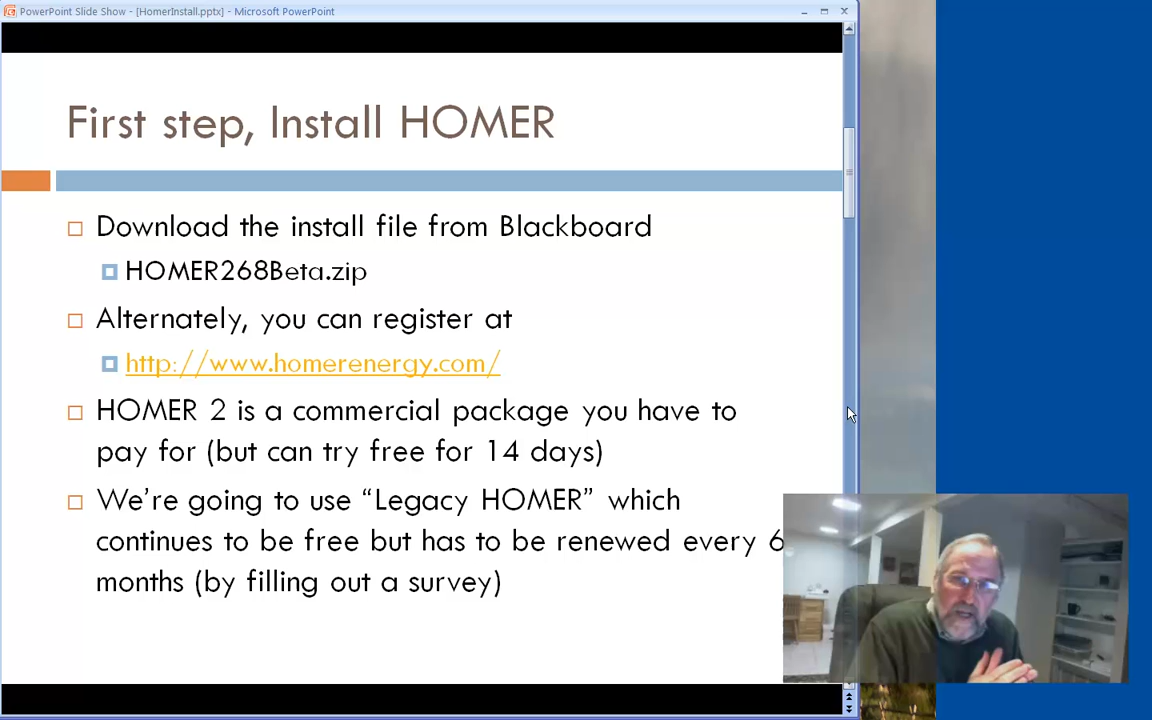 PowerPoint Slide Show - [HomerInstall.pptx] - Microsoft PowerPoint
First step, Install HOMER
Download the install file from Blackboard
HOMER268Beta.zip
Alternately, you can register at
http://www.homerenergy.com/
HOMER 2 is a commercial package you have to
pay for (but can try free for 14 days)
We're going to use “Legacy HOMER” which
continues to be free but has to be renewed every 6
months (by filling out a survey)